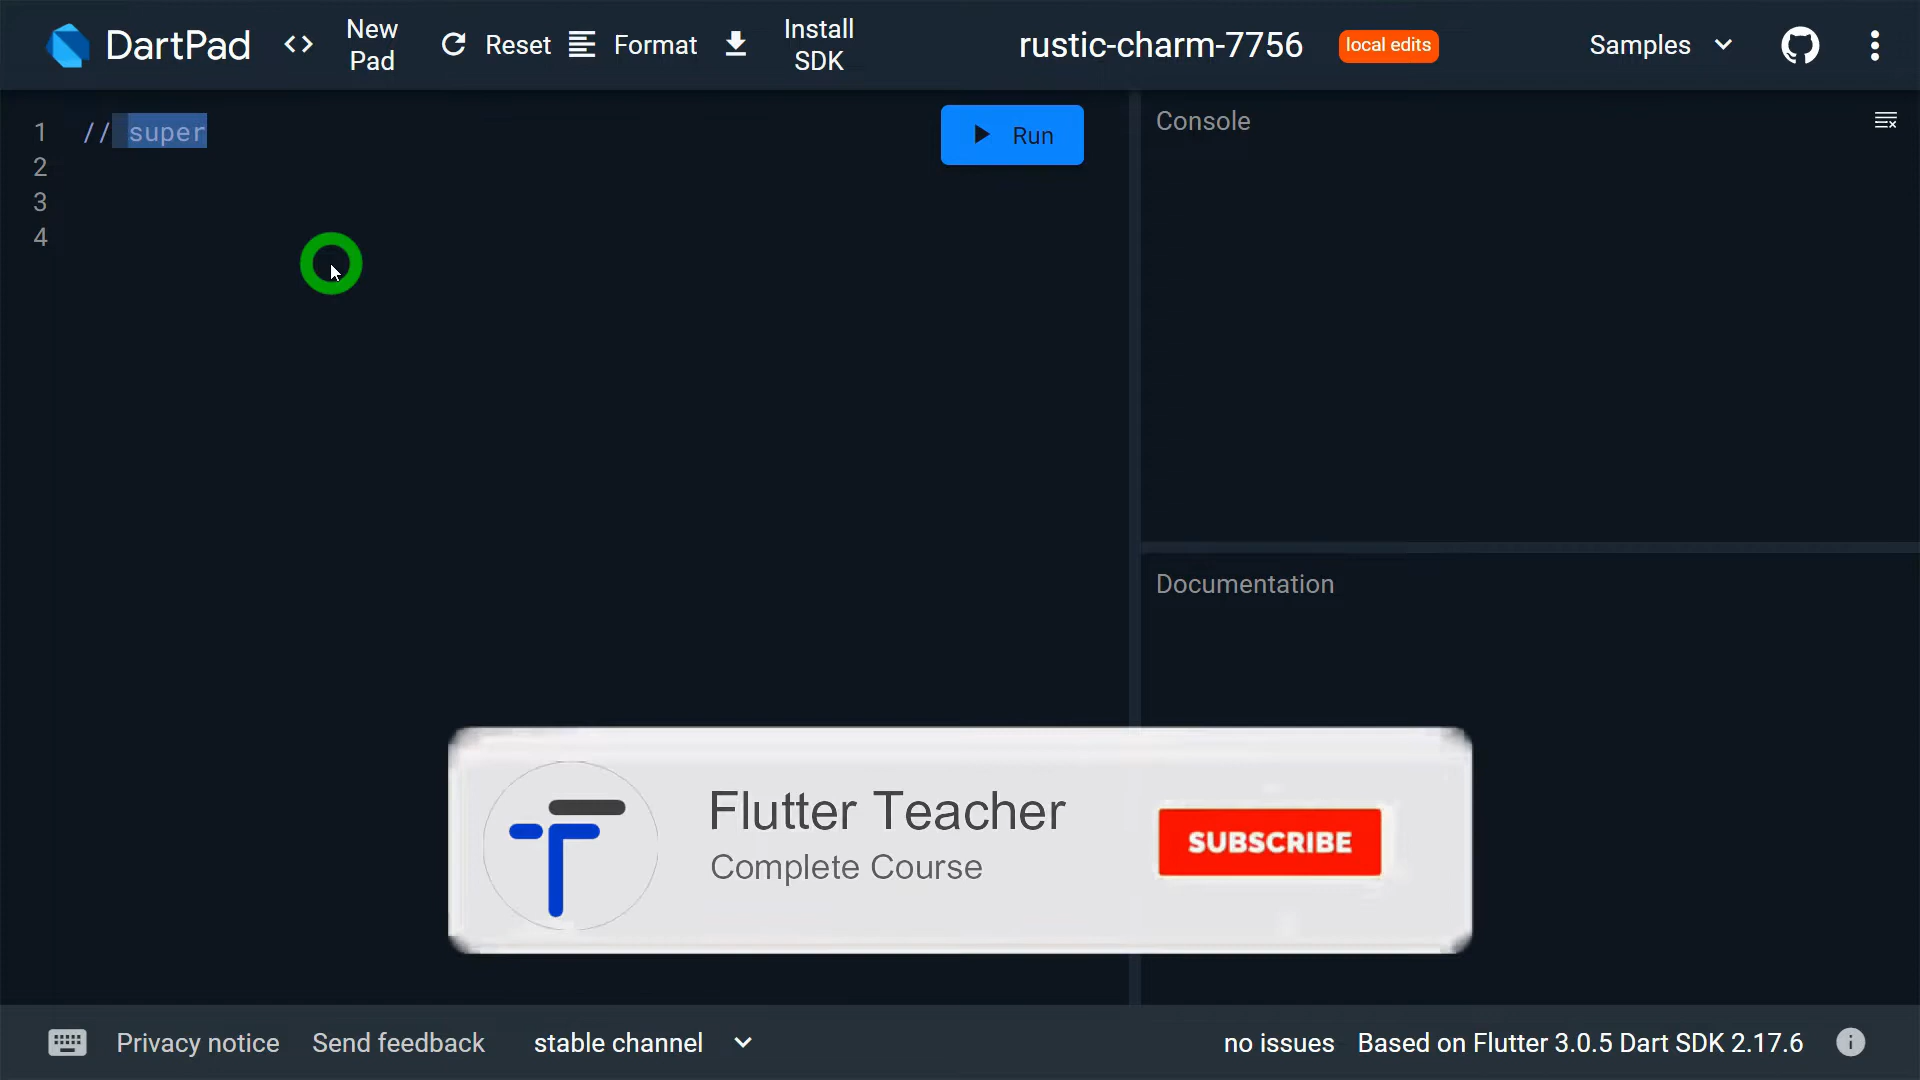 DartPad
<> New Pad
Reset
Format
Install SDK
rustic-charm-7756
local edits
Samples
1 // super
2
3
4
Run
Console
Documentation
Flutter Teacher
Complete Course
SUBSCRIBE
Privacy notice
Send feedback
stable channel
no issues
Based on Flutter 3.0.5 Dart SDK 2.17.6
i